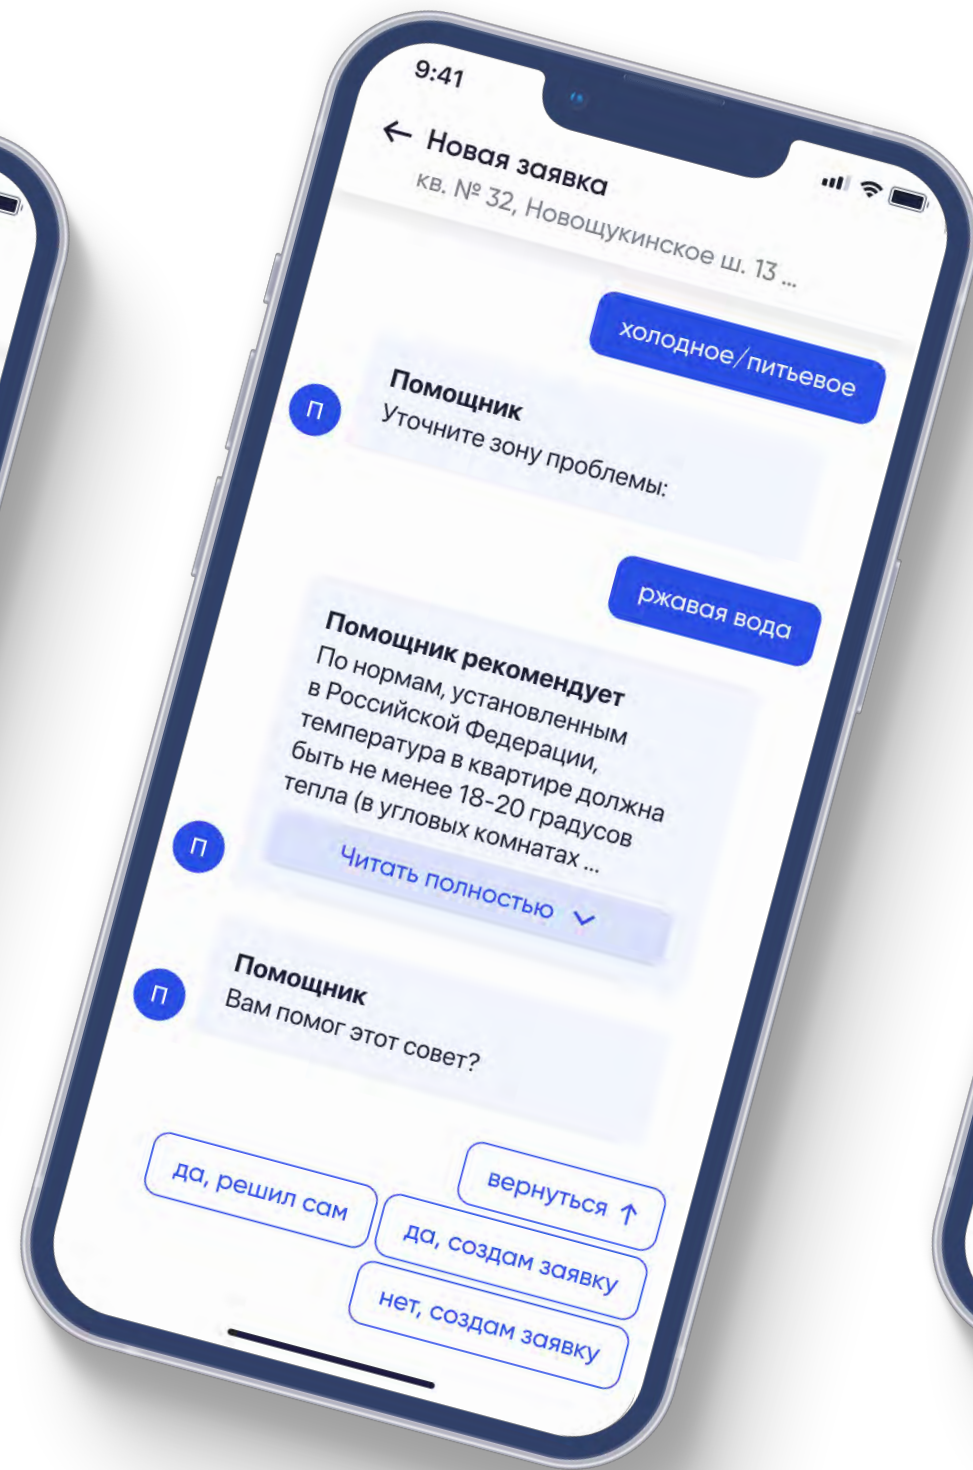 9:41
← Новая заявка
кв. № 32, Новощукинское ш. 13 ...
холодное/питьевое
П
Помощник
Уточните зону проблемы:
ржавая вода
Помощник рекомендует
По нормам, установленным
в Российской Федерации,
температура в квартире должна
быть не менее 18-20 градусов
тепла (в угловых комнатах ...
Читать полностью
П
Помощник
Вам помог этот совет?
П
вернуться ↑
да, решил сам
да, создам заявку
нет, создам заявку